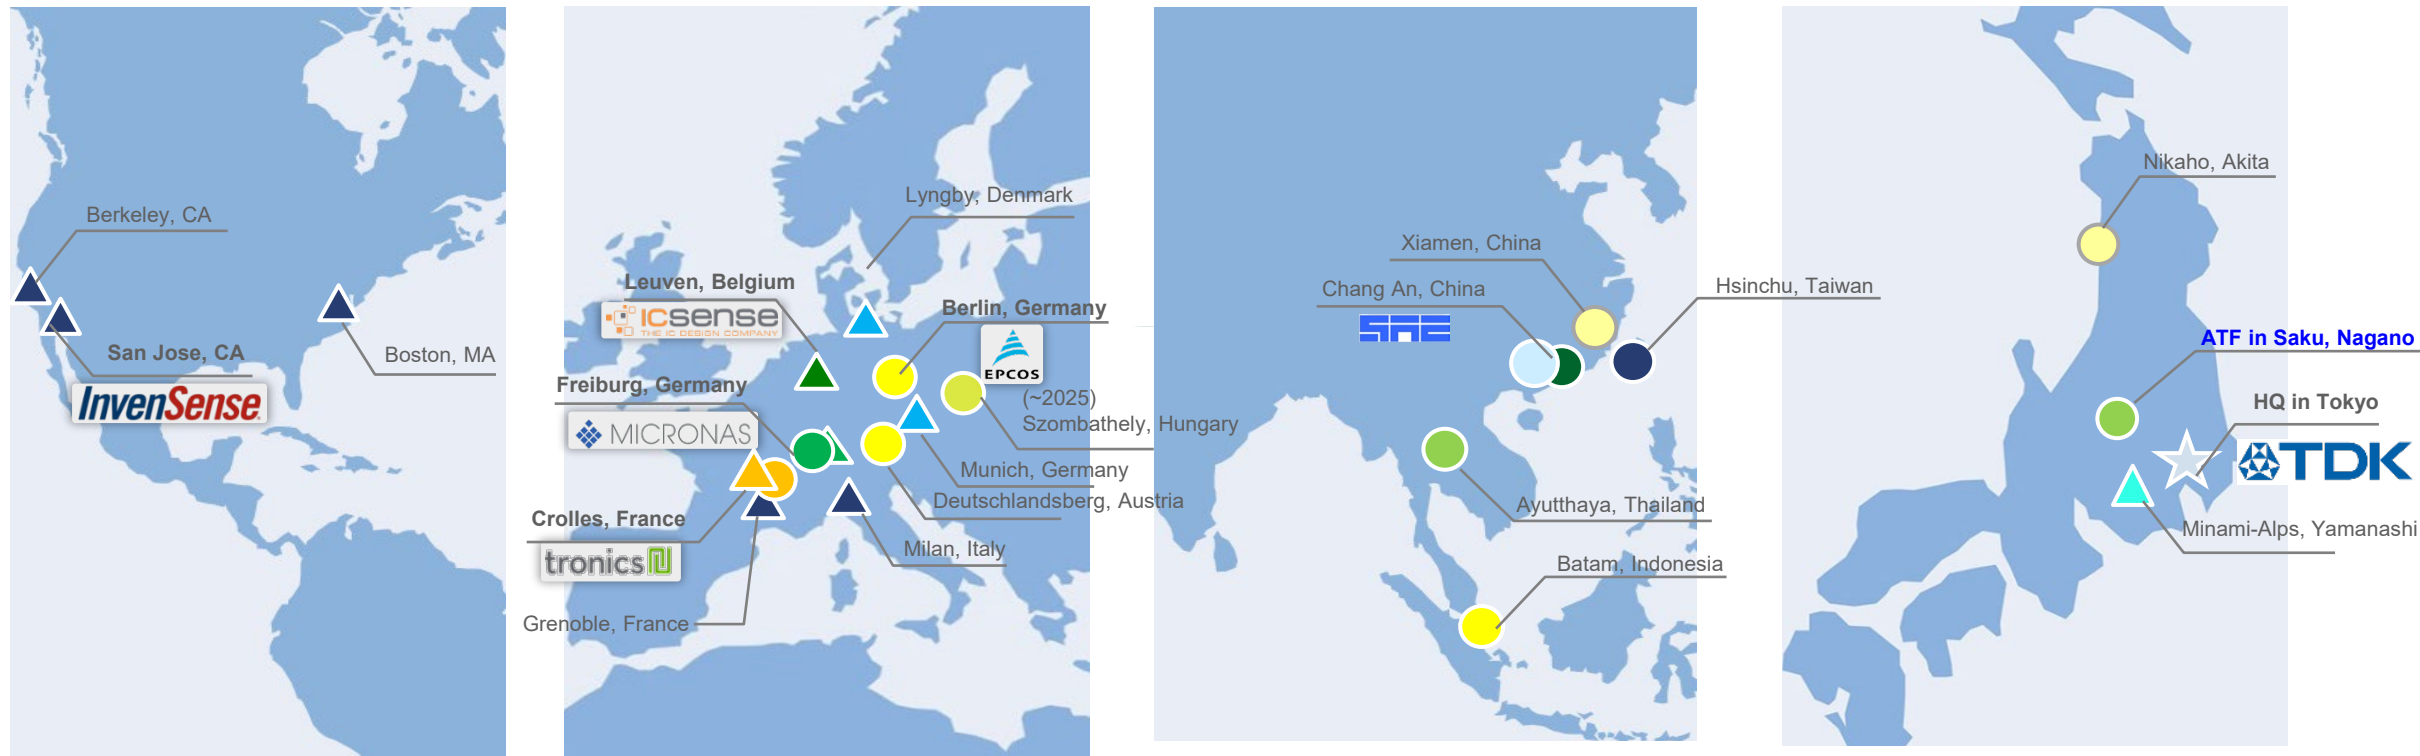 Berkeley, CA
San Jose, CA
InvenSense
Boston, MA
Lyngby, Denmark
Leuven, Belgium
icsense
THE IC DESIGN COMPANY
Berlin, Germany
EPCOS
(~2025)
Szombathely, Hungary
Freiburg, Germany
MICRONAS
Munich, Germany
Deutschlandsberg, Austria
Crolles, France
tronics
Milan, Italy
Grenoble, France
Xiamen, China
Chang An, China
SAE
Hsinchu, Taiwan
Ayutthaya, Thailand
Batam, Indonesia
Nikaho, Akita
ATF in Saku, Nagano
HQ in Tokyo
TDK
Minami-Alps, Yamanashi